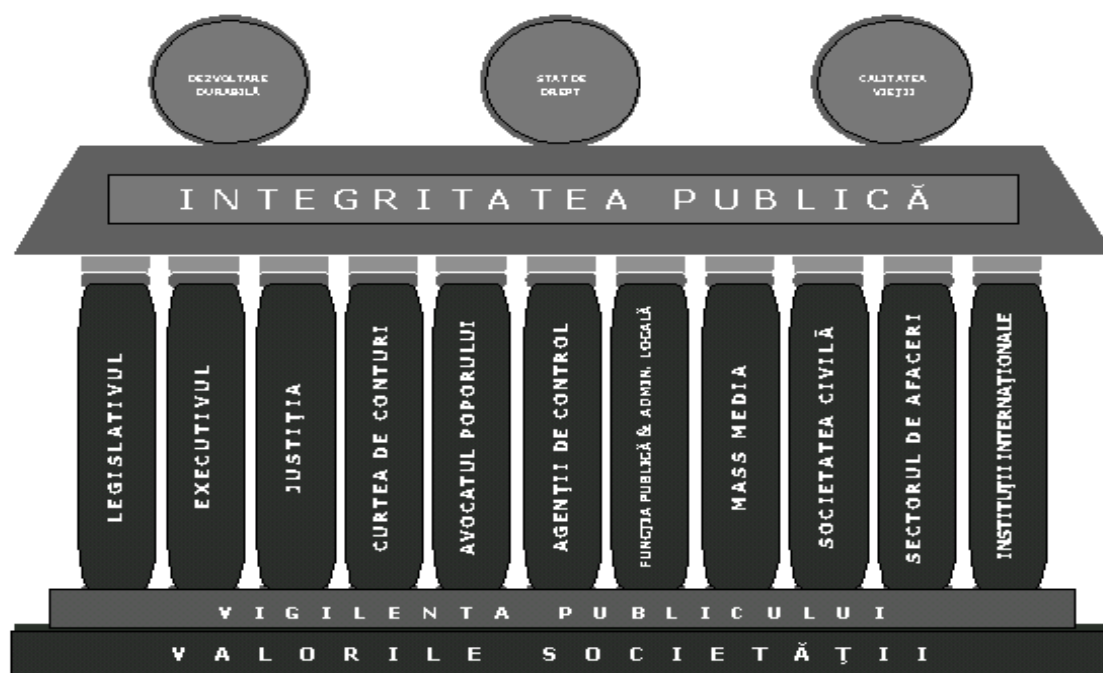 DEZVOLTARE
DURABILĂ
STAT DE
DREPT
CALITATEA
VIEŢII
INTEGRITATEA PUBLICĂ
LEGISLATIVUL
EXECUTIVUL
JUSTIŢIA
CURTEA DE CONTURI
AVOCATUL POPORULUI
AGENŢII DE CONTROL
FUNCŢIA PUBLICĂ & ADMIN. LOCALĂ
MASS MEDIA
SOCIETATEA CIVILĂ
SECTORUL DE AFACERI
INSTITUŢII INTERNAŢIONALE
VIGILENTA PUBLICULUI
VALORILE SOCIETĂŢII